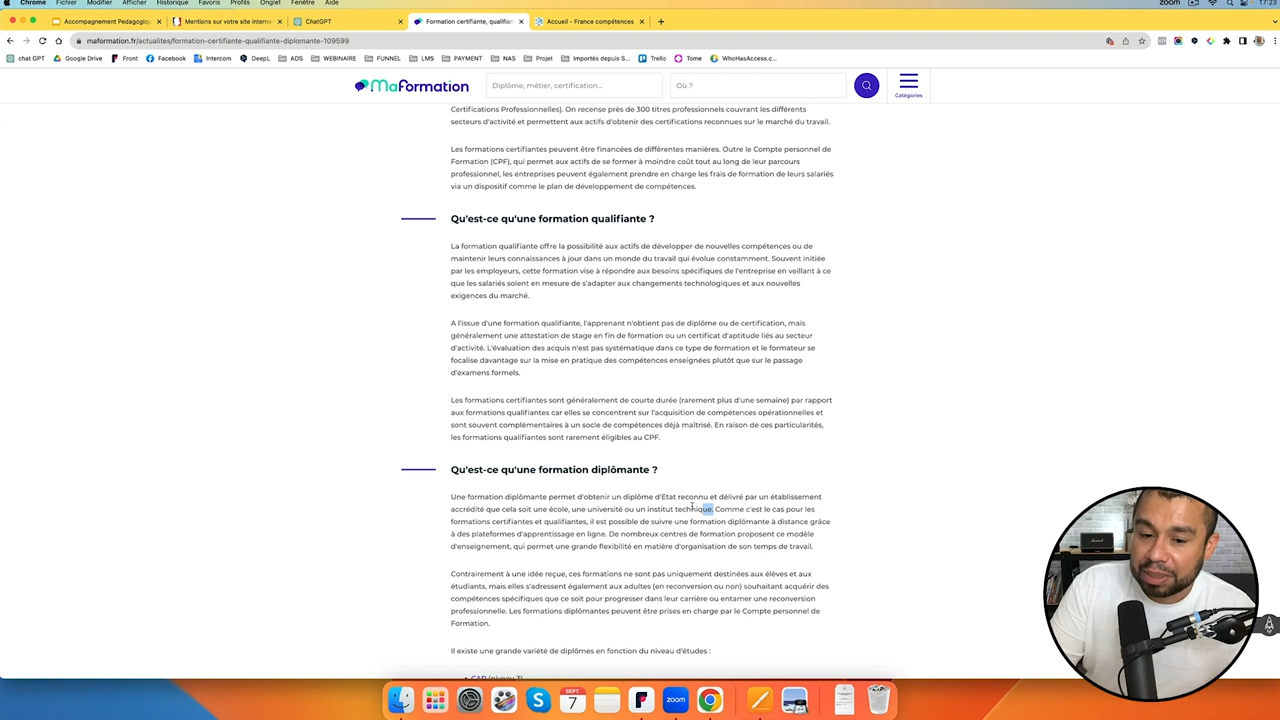 Chrome Fichier Modifier Afficher Historique Favoris Onglet Profils Fenêtre Aide zoom 17:23
Accompagnement Pedagogiqu
Mentions sur votre site intern
ChatGPT
Formation certifiante, qualifian
Accueil - France compétences
maformation.fr/actualites/formation-certifiante-qualifiante-diplomante-109599
chat GPT Google Drive Front Facebook Intercom DeepL ADS WEBINAIRE FUNNEL LMS PAYMENT NAS Projet Importés depuis S... Trello Tome WhoHasAccess.c...
MaFormation
Diplôme, métier, certification...
Où ?
Catégories
Certifications Professionnelles). On recense près de 300 titres professionnels couvrant les différents
secteurs d'activité et permettent aux actifs d'obtenir des certifications reconnues sur le marché du travail.
Les formations certifiantes peuvent être financées de différentes manières. Outre le Compte personnel de
Formation (CPF), qui permet aux actifs de se former à moindre coût tout au long de leur parcours
professionnel, les entreprises peuvent également prendre en charge les frais de formation de leurs salariés
via un dispositif comme le plan de développement de compétences.
Qu'est-ce qu'une formation qualifiante ?
La formation qualifiante offre la possibilité aux actifs de développer de nouvelles compétences ou de
maintenir leurs connaissances à jour dans un monde du travail qui évolue constamment. Souvent initiée
par les employeurs, cette formation vise à répondre aux besoins spécifiques de l'entreprise en veillant à ce
que les salariés soient en mesure de s'adapter aux changements technologiques et aux nouvelles
exigences du marché.
A l'issue d'une formation qualifiante, l'apprenant n'obtient pas de diplôme ou de certification, mais
généralement une attestation de stage en fin de formation ou un certificat d'aptitude liés au secteur
d'activité. L'évaluation des acquis n'est pas systématique dans ce type de formation et le formateur se
focalise davantage sur la mise en pratique des compétences enseignées plutôt que sur le passage
d'examens formels.
Les formations certifiantes sont généralement de courte durée (rarement plus d'une semaine) par rapport
aux formations qualifiantes car elles se concentrent sur l'acquisition de compétences opérationnelles et
sont souvent complémentaires à un socle de compétences déjà maîtrisé. En raison de ces particularités,
les formations qualifiantes sont rarement éligibles au CPF.
Qu'est-ce qu'une formation diplômante ?
Une formation diplômante permet d'obtenir un diplôme d'Etat reconnu et délivré par un établissement
accrédité que cela soit une école, une université ou un institut technique. Comme c'est le cas pour les
formations certifiantes et qualifiantes, il est possible de suivre une formation diplômante à distance grâce
à des plateformes d'apprentissage en ligne. De nombreux centres de formation proposent ce modèle
d'enseignement, qui permet une grande flexibilité en matière d'organisation de son temps de travail.
Contrairement à une idée reçue, ces formations ne sont pas uniquement destinées aux élèves et aux
étudiants, mais elles s'adressent également aux adultes (en reconversion ou non) souhaitant acquérir des
compétences spécifiques que ce soit pour progresser dans leur carrière ou entamer une reconversion
professionnelle. Les formations diplômantes peuvent être prises en charge par le Compte personnel de
Formation.
Il existe une grande variété de diplômes en fonction du niveau d'études :
CAP (niveau 3)
SEPT.
7
zoom